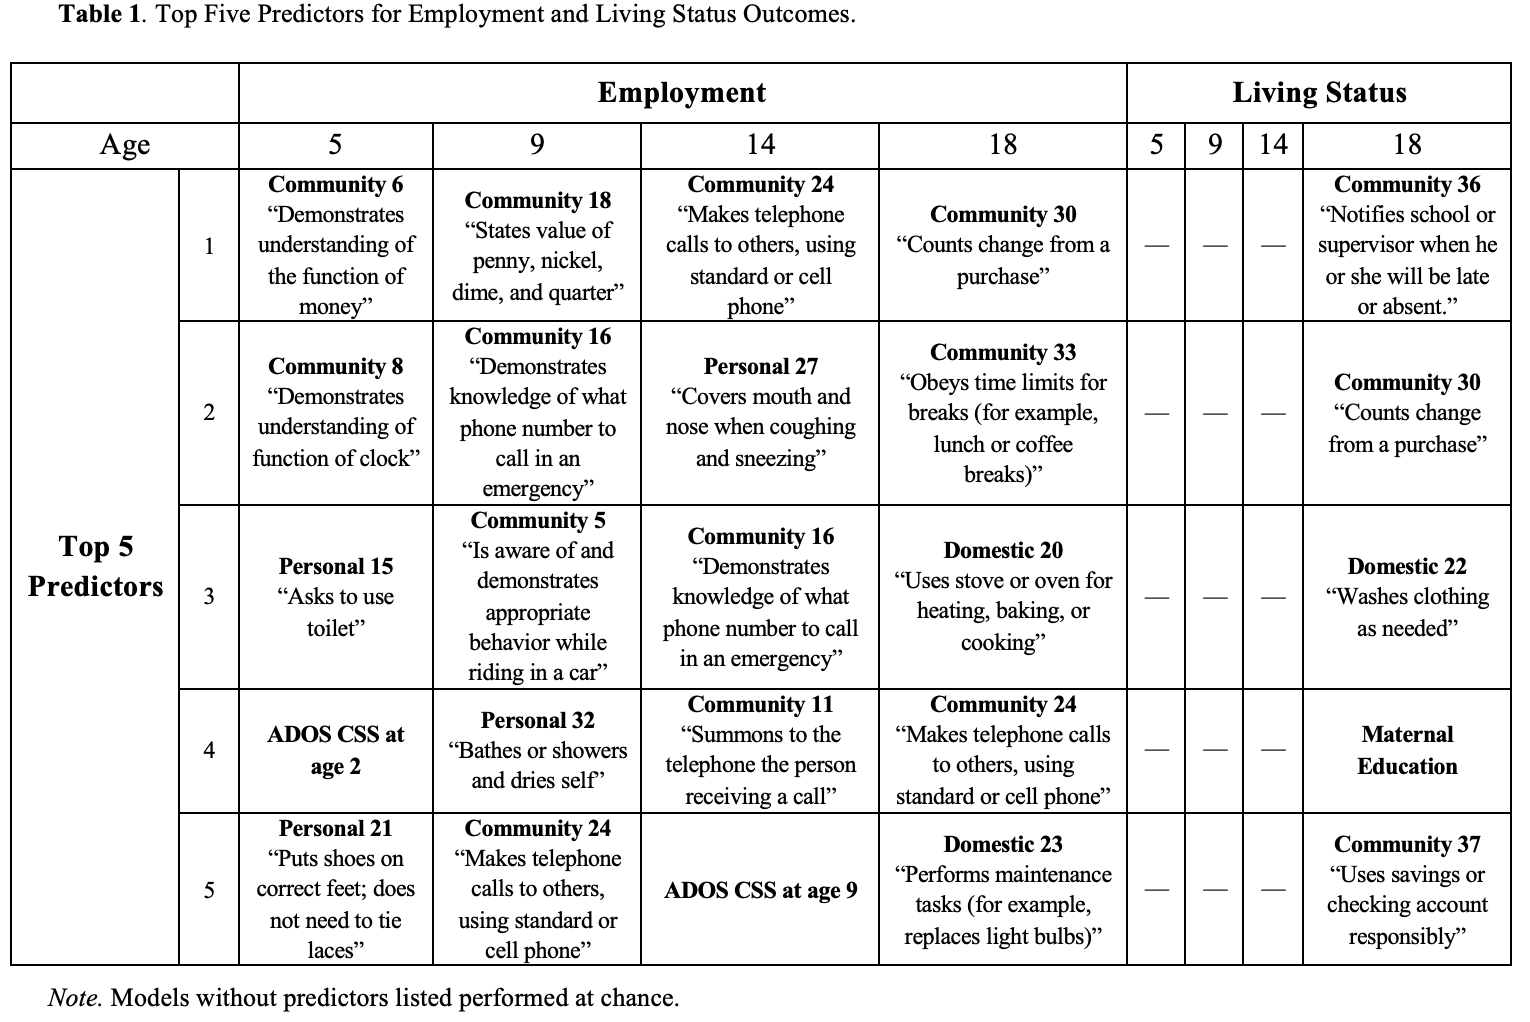 Table 1. Top Five Predictors for Employment and Living Status Outcomes.
Employment
Living Status
Age
5
9
14
18
5
9
14
18
Top 5
Predictors
1
Community 6
“Demonstrates
understanding of
the function of
money”
Community 18
“States value of
penny, nickel,
dime, and quarter”
Community 24
“Makes telephone
calls to others, using
standard or cell
phone”
Community 30
“Counts change from a
purchase”
—
—
—
Community 36
“Notifies school or
supervisor when he
or she will be late
or absent.”
2
Community 8
“Demonstrates
understanding of
function of clock”
Community 16
“Demonstrates
knowledge of what
phone number to
call in an
emergency”
Personal 27
“Covers mouth and
nose when coughing
and sneezing”
Community 33
“Obeys time limits for
breaks (for example,
lunch or coffee
breaks)”
—
—
—
Community 30
“Counts change
from a purchase”
3
Personal 15
“Asks to use
toilet”
Community 5
“Is aware of and
demonstrates
appropriate
behavior while
riding in a car”
Community 16
“Demonstrates
knowledge of what
phone number to call
in an emergency”
Domestic 20
“Uses stove or oven for
heating, baking, or
cooking”
—
—
—
Domestic 22
“Washes clothing
as needed”
4
ADOS CSS at
age 2
Personal 32
“Bathes or showers
and dries self”
Community 11
“Summons to the
telephone the person
receiving a call”
Community 24
“Makes telephone calls
to others, using
standard or cell phone”
—
—
—
Maternal
Education
5
Personal 21
“Puts shoes on
correct feet; does
not need to tie
laces”
Community 24
“Makes telephone
calls to others,
using standard or
cell phone”
ADOS CSS at age 9
Domestic 23
“Performs maintenance
tasks (for example,
replaces light bulbs)”
—
—
—
Community 37
“Uses savings or
checking account
responsibly”
Note. Models without predictors listed performed at chance.